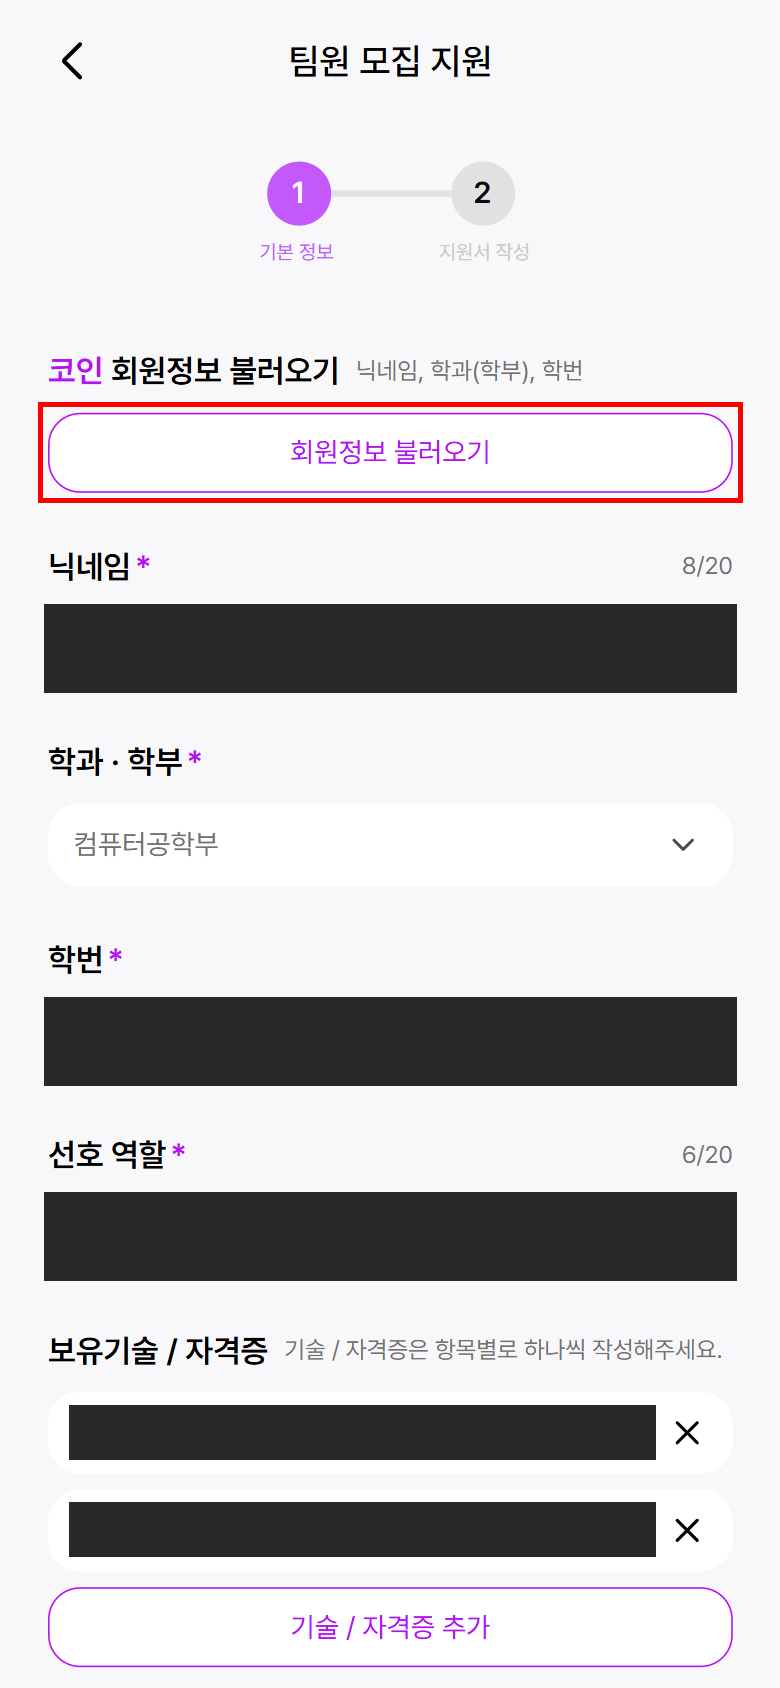 팀원 모집 지원
1
2
기본 정보
지원서 작성
코인 회원정보 불러오기 닉네임, 학과(학부), 학번
회원정보 불러오기
닉네임 * 8/20
학과 · 학부 *
컴퓨터공학부
학번 *
선호 역할 * 6/20
보유기술 / 자격증 기술 / 자격증은 항목별로 하나씩 작성해주세요.
기술 / 자격증 추가